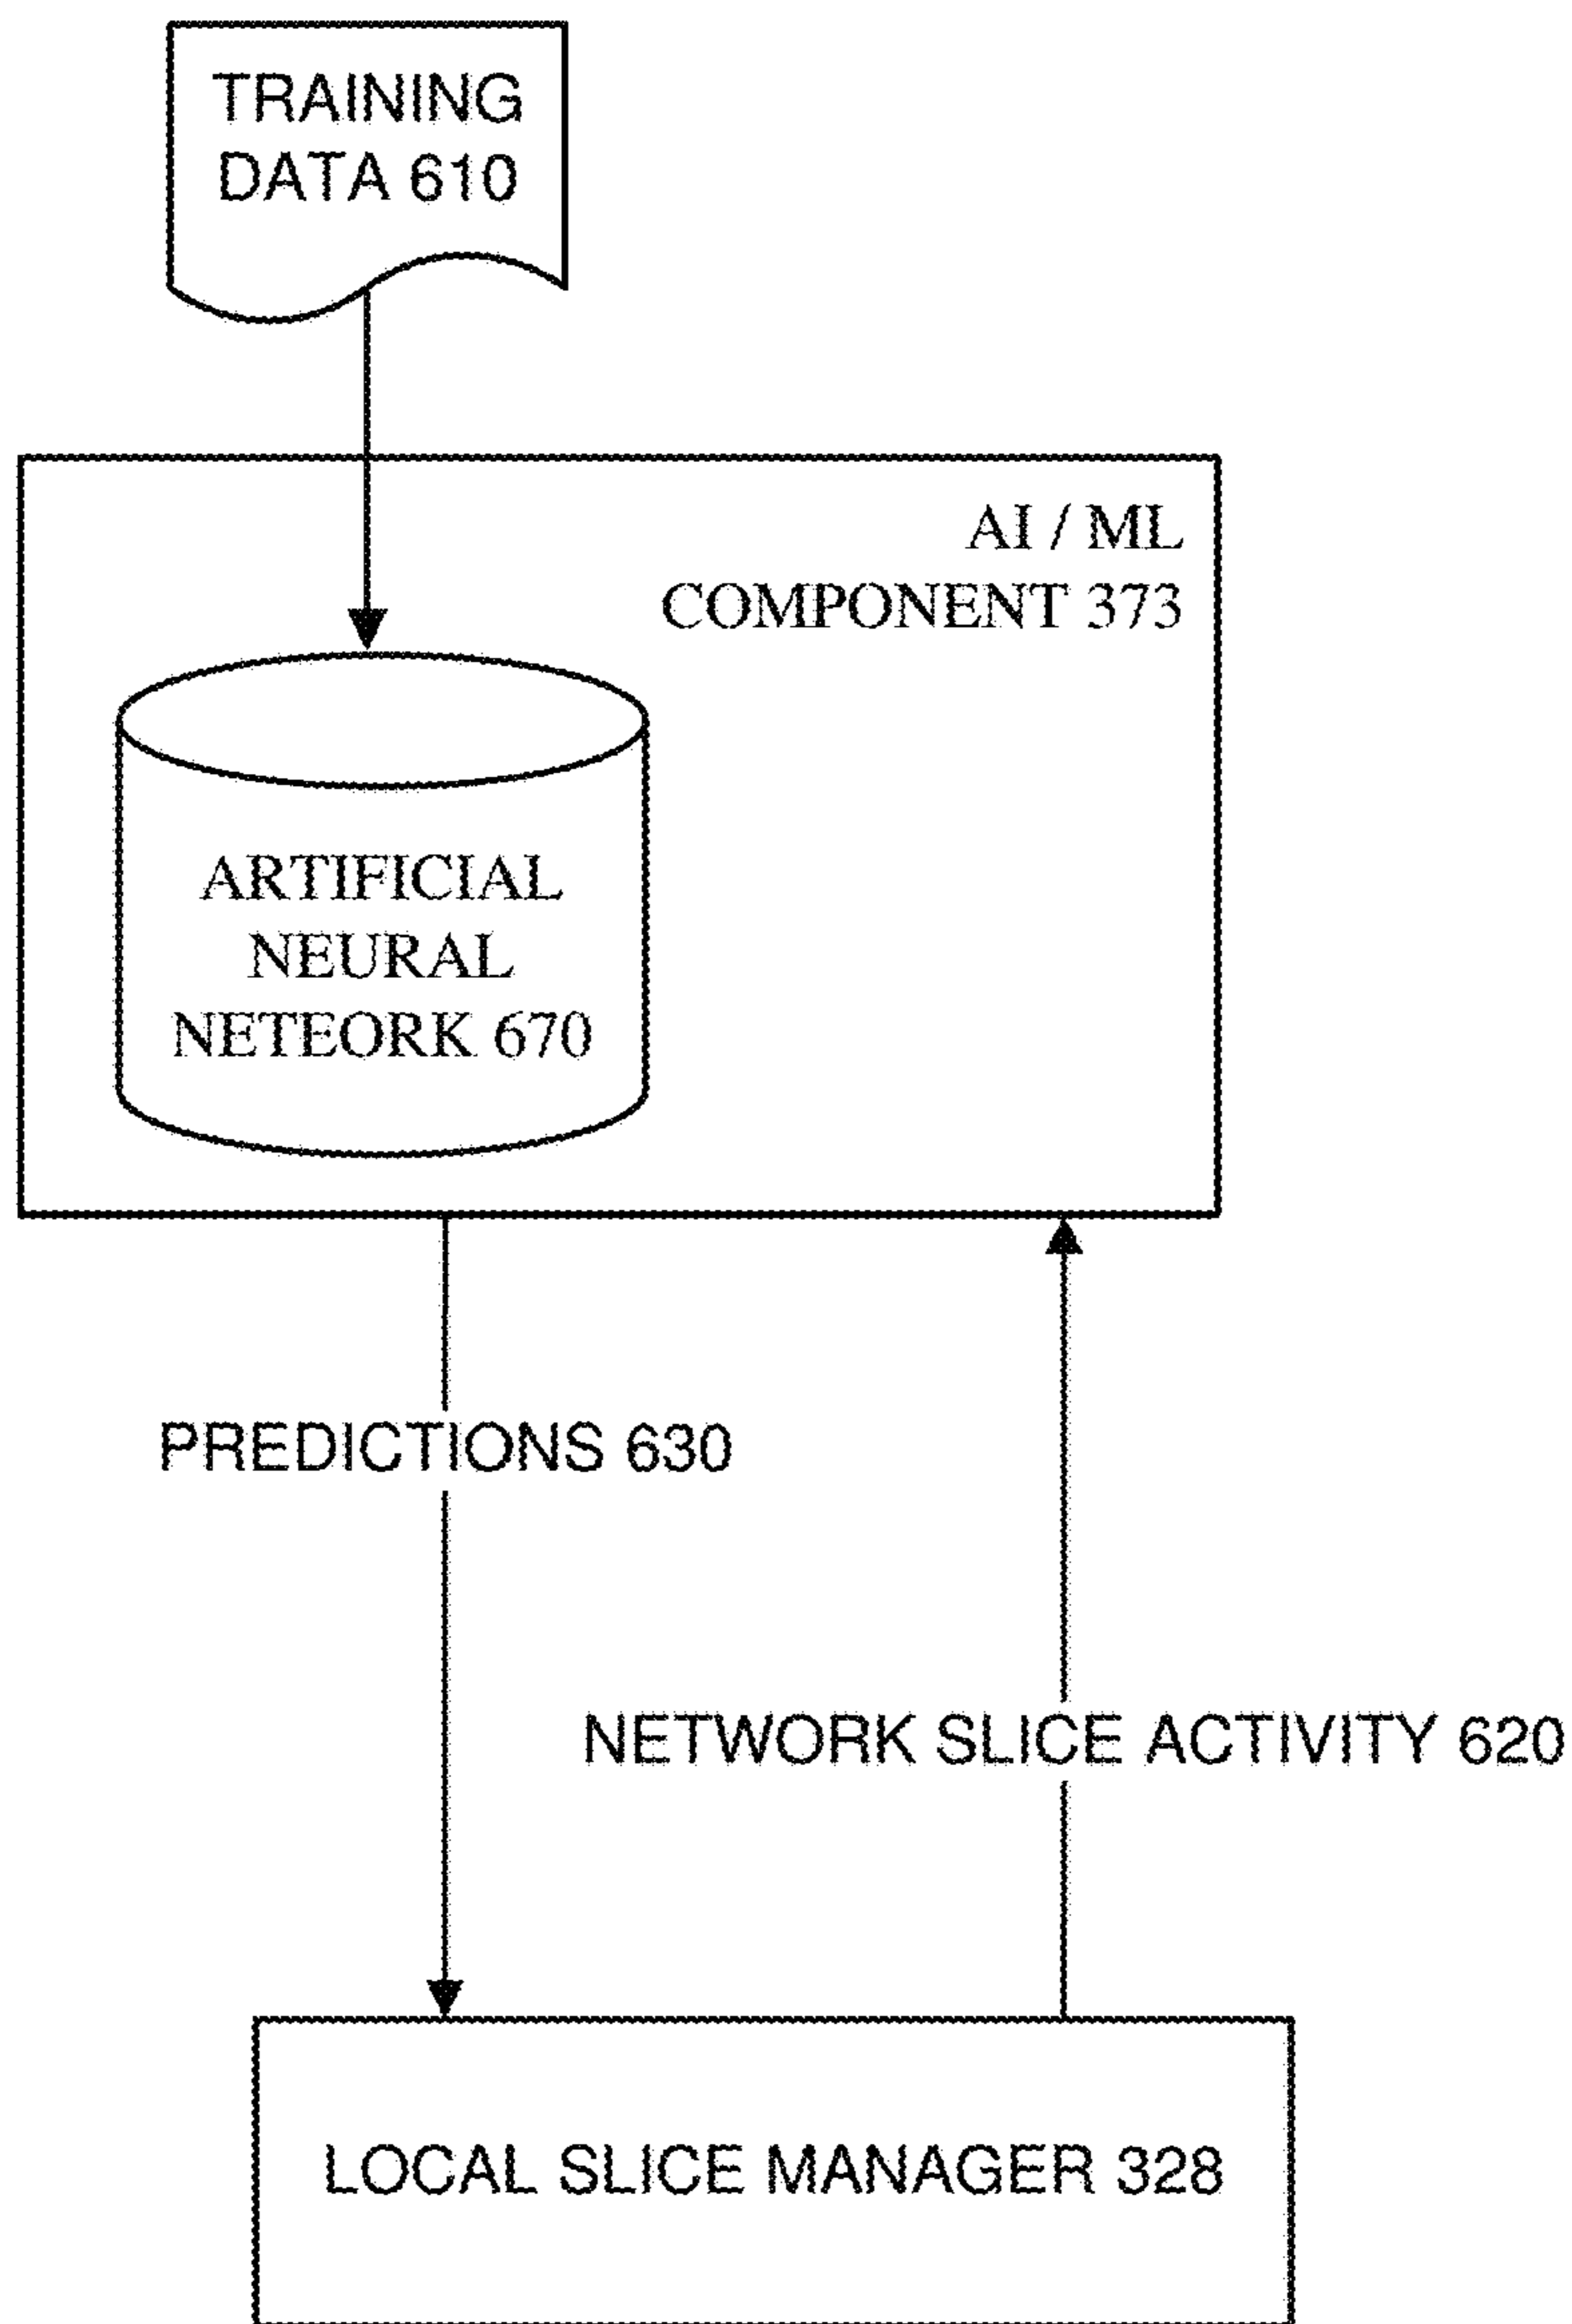 TRAINING
DATA 610
AI / ML
COMPONENT 373
ARTIFICIAL
NEURAL
NETEORK 670
PREDICTIONS 630
NETWORK SLICE ACTIVITY 620
LOCAL SLICE MANAGER 328